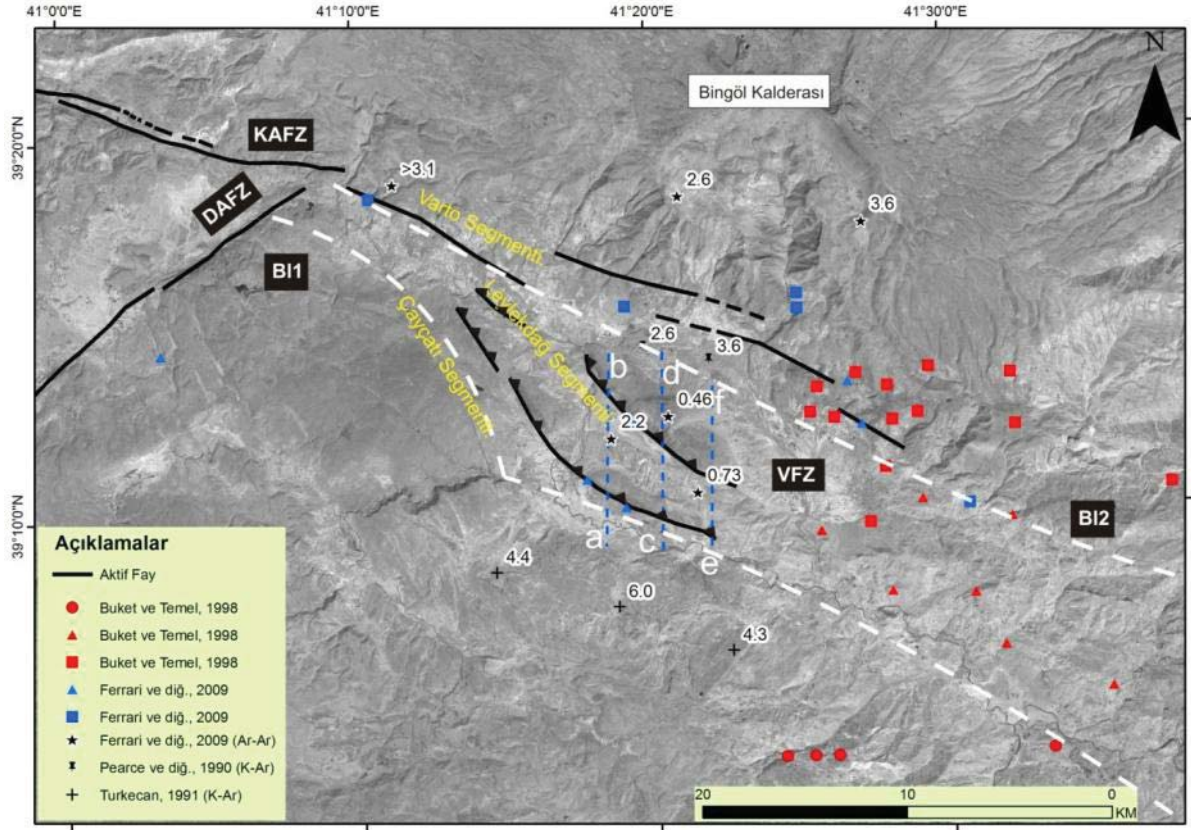 41°0'0"E
41°10'0"E
41°20'0"E
41°30'0"E
N
Bingöl Kalderası
39°20'0"N
KAFZ
>3.1
2.6
3.6
DAFZ
Varto Segmenti.
BI1
Levlekdağ Segmenti.
Çayçatı Segmenti.
2.6
3.6
b
d
f
0.46
2.2
0.73
VFZ
39°10'0"N
BI2
a
c
e
4.4
6.0
4.3
Açıklamalar
Aktif Fay
Buket ve Temel, 1998
Buket ve Temel, 1998
Buket ve Temel, 1998
Ferrari ve diğ., 2009
Ferrari ve diğ., 2009
Ferrari ve diğ., 2009 (Ar-Ar)
Pearce ve diğ., 1990 (K-Ar)
Turkecan, 1991 (K-Ar)
20
10
0
KM